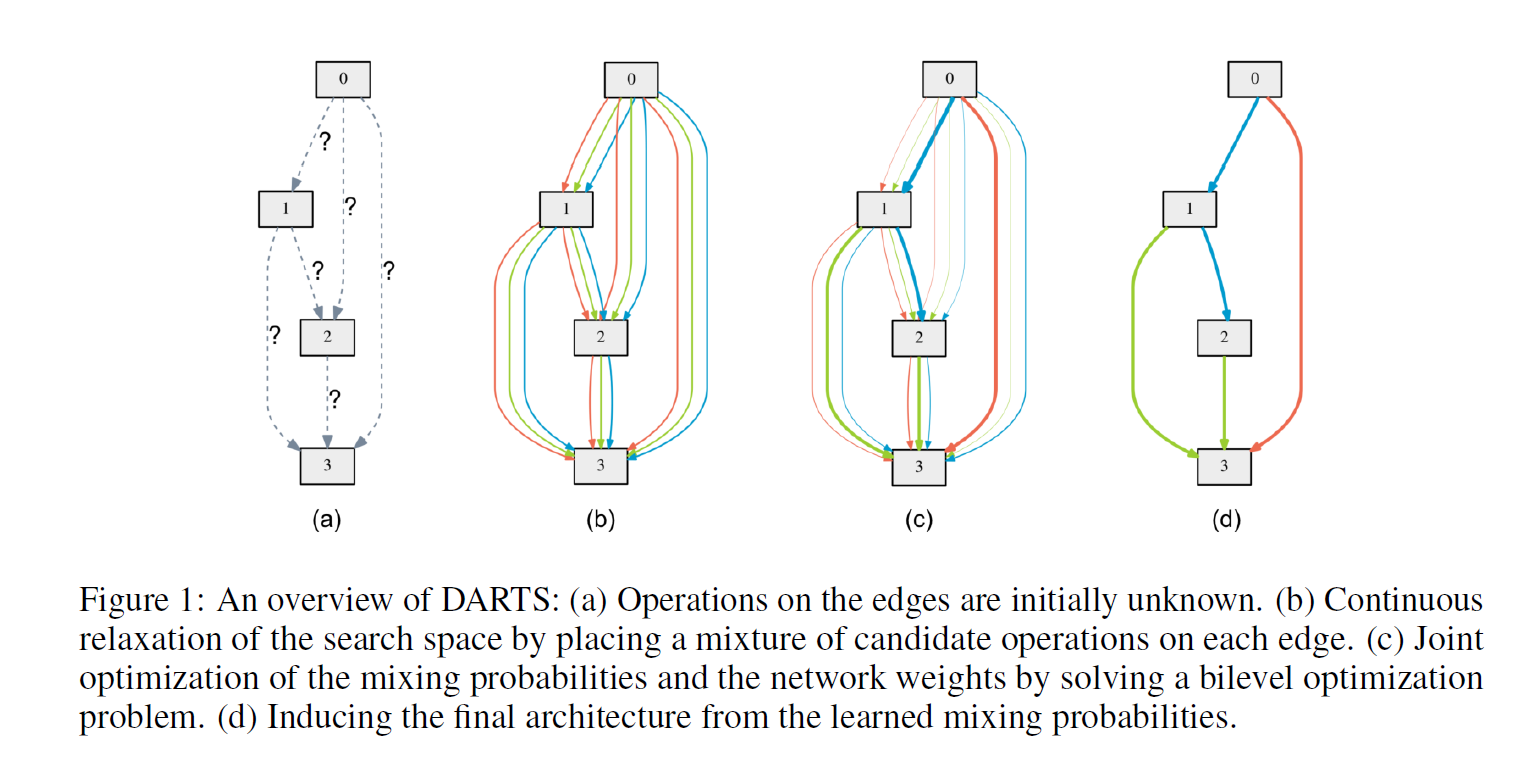 0
0
0
0
?
1
?
1
1
1
?
?
?
2
2
2
2
?
3
3
3
3
(a)
(b)
(c)
(d)
Figure 1: An overview of DARTS: (a) Operations on the edges are initially unknown. (b) Continuous
relaxation of the search space by placing a mixture of candidate operations on each edge. (c) Joint
optimization of the mixing probabilities and the network weights by solving a bilevel optimization
problem. (d) Inducing the final architecture from the learned mixing probabilities.